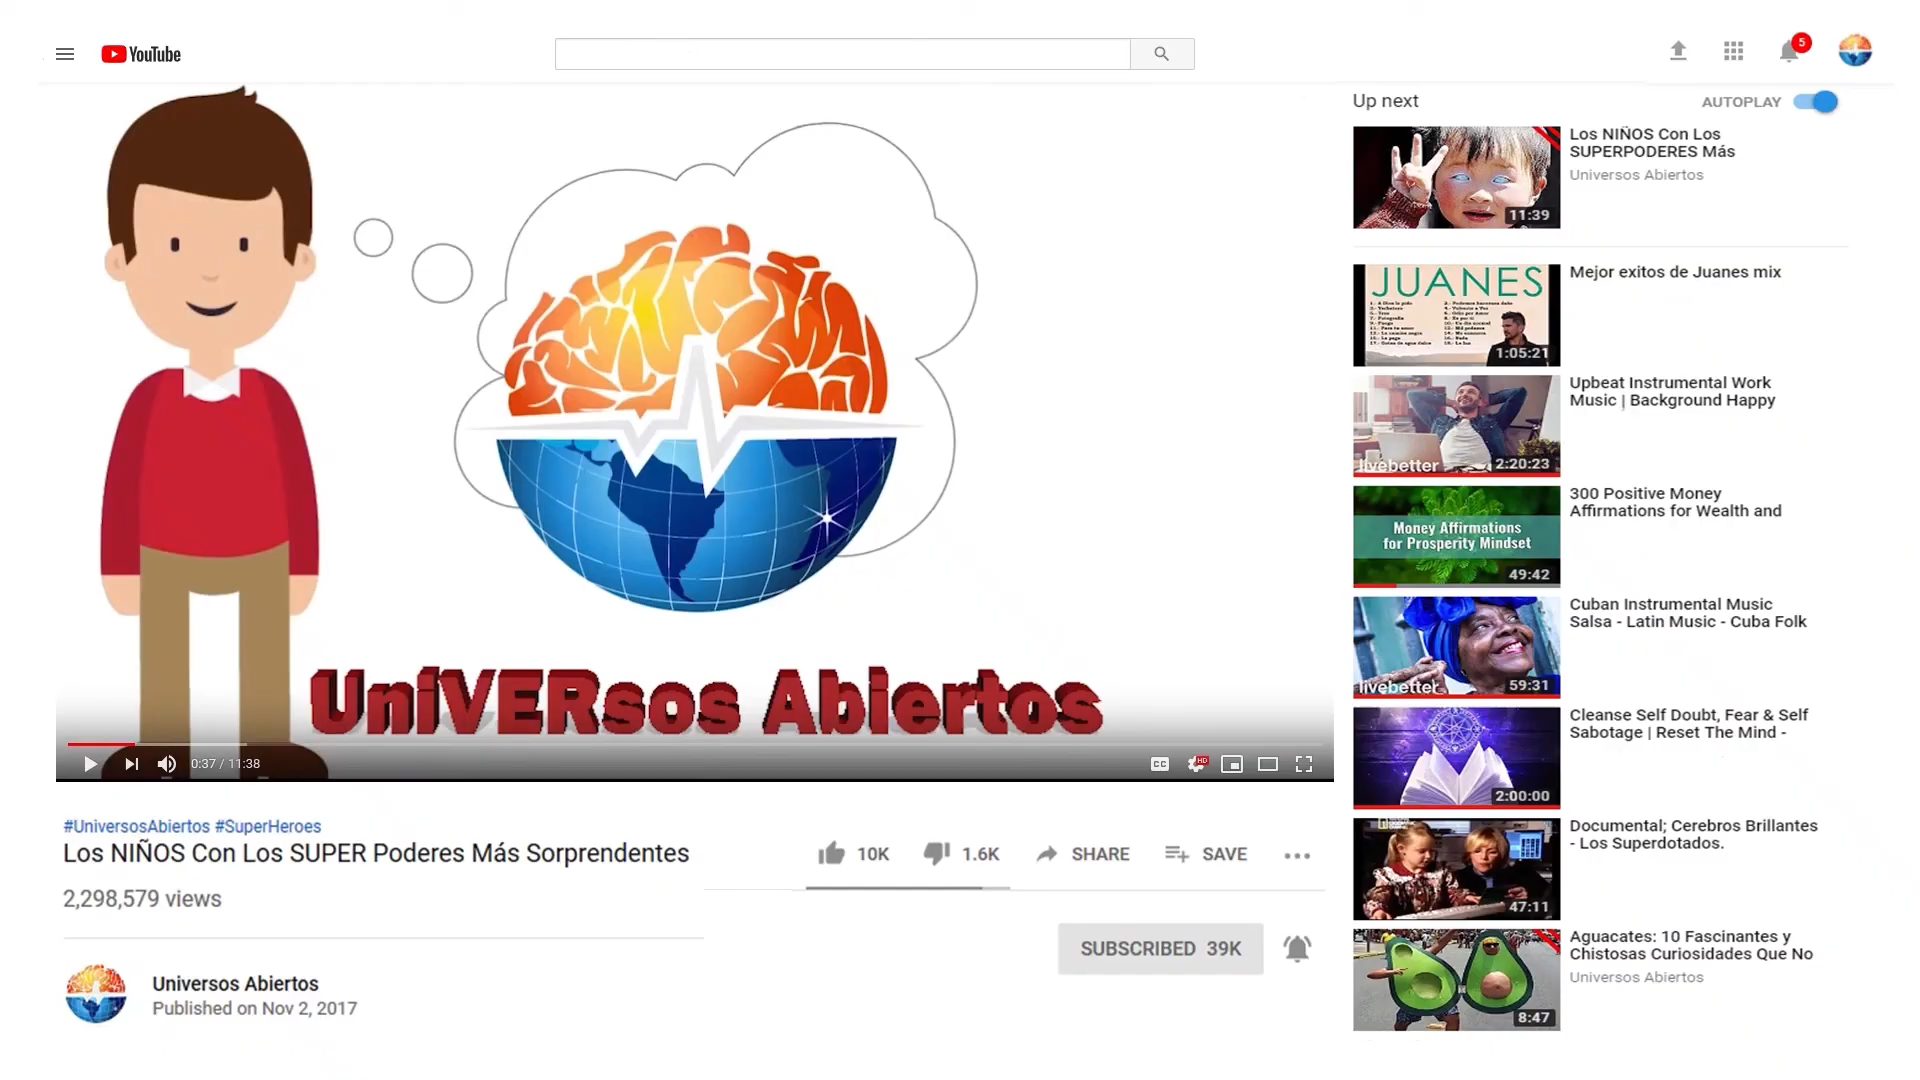 YouTube
5
UniVERsos Abiertos
0:37 / 11:38
CC
HD
#UniversosAbiertos #SuperHeroes
Los NIÑOS Con Los SUPER Poderes Más Sorprendentes
10K
1.6K
SHARE
SAVE
2,298,579 views
SUBSCRIBED 39K
Universos Abiertos
Published on Nov 2, 2017
Up next
AUTOPLAY
11:39
Los NIÑOS Con Los
SUPERPODERES Más
Universos Abiertos
JUANES
1:05:21
Mejor exitos de Juanes mix
livebetter
2:20:23
Upbeat Instrumental Work
Music | Background Happy
Money Affirmations
for Prosperity Mindset
49:42
300 Positive Money
Affirmations for Wealth and
livebetter
59:31
Cuban Instrumental Music
Salsa - Latin Music - Cuba Folk
2:00:00
Cleanse Self Doubt, Fear & Self
Sabotage | Reset The Mind -
47:11
Documental; Cerebros Brillantes
- Los Superdotados.
8:47
Aguacates: 10 Fascinantes y
Chistosas Curiosidades Que No
Universos Abiertos